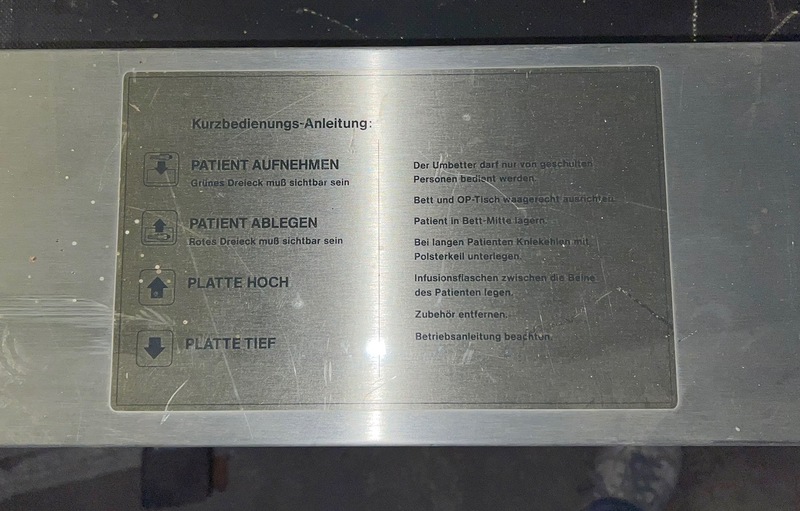 Kurzbedienungs-Anleitung:
PATIENT AUFNEHMEN
Grünes Dreieck muß sichtbar sein
PATIENT ABLEGEN
Rotes Dreieck muß sichtbar sein
PLATTE HOCH
PLATTE TIEF
Der Umbetter darf nur von geschulten
Personen bedient werden.
Bett und OP-Tisch waagerecht ausrichten.
Patient in Bett-Mitte lagern.
Bei langen Patienten Kniekehlen mit
Polsterkeil unterlegen.
Infusionsflaschen zwischen die Beine
des Patienten legen.
Zubehör entfernen.
Betriebsanleitung beachten.